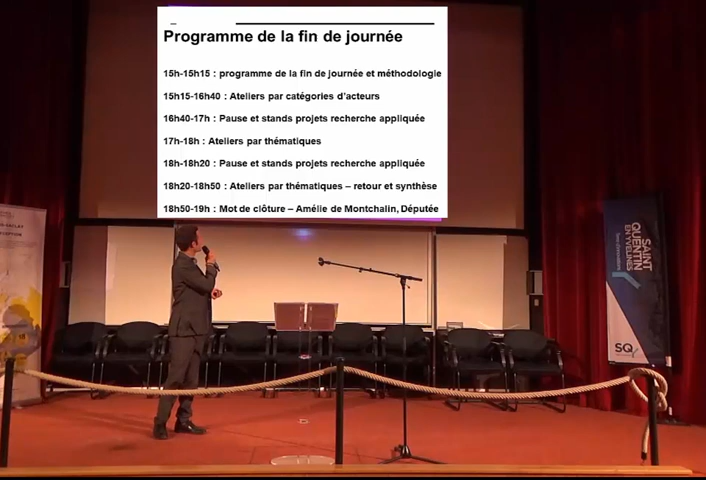 Programme de la fin de journée
15h-15h15 : programme de la fin de journée et méthodologie
15h15-16h40 : Ateliers par catégories d'acteurs
16h40-17h : Pause et stands projets recherche appliquée
17h-18h : Ateliers par thématiques
18h-18h20 : Pause et stands projets recherche appliquée
18h20-18h50 : Ateliers par thématiques – retour et synthèse
18h50-19h : Mot de clôture – Amélie de Montchalin, Députée
SAINT
QUENTIN
EN YVELINES
SQY